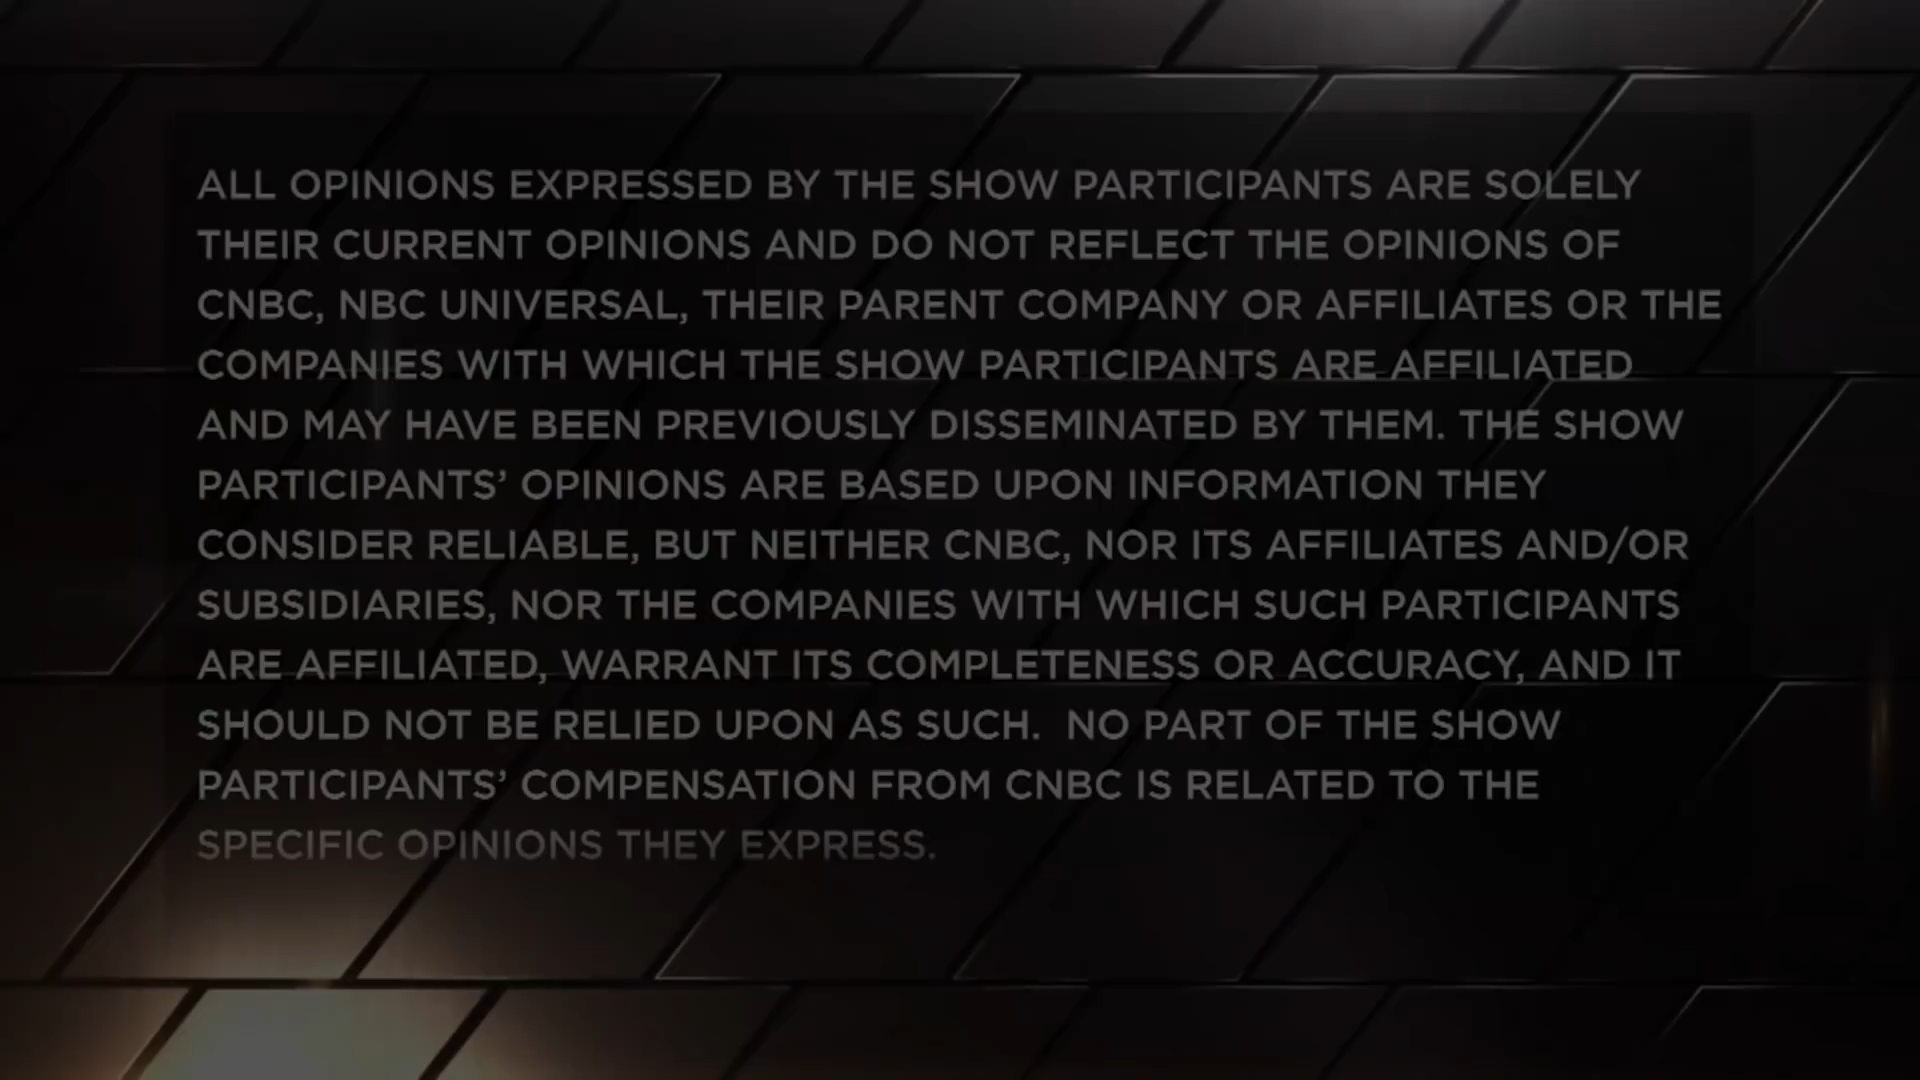 ALL OPINIONS EXPRESSED BY THE SHOW PARTICIPANTS ARE SOLELY
THEIR CURRENT OPINIONS AND DO NOT REFLECT THE OPINIONS OF
CNBC, NBC UNIVERSAL, THEIR PARENT COMPANY OR AFFILIATES OR THE
COMPANIES WITH WHICH THE SHOW PARTICIPANTS ARE AFFILIATED
AND MAY HAVE BEEN PREVIOUSLY DISSEMINATED BY THEM. THE SHOW
PARTICIPANTS’ OPINIONS ARE BASED UPON INFORMATION THEY
CONSIDER RELIABLE, BUT NEITHER CNBC, NOR ITS AFFILIATES AND/OR
SUBSIDIARIES, NOR THE COMPANIES WITH WHICH SUCH PARTICIPANTS
ARE AFFILIATED, WARRANT ITS COMPLETENESS OR ACCURACY, AND IT
SHOULD NOT BE RELIED UPON AS SUCH.  NO PART OF THE SHOW
PARTICIPANTS’ COMPENSATION FROM CNBC IS RELATED TO THE
SPECIFIC OPINIONS THEY EXPRESS.